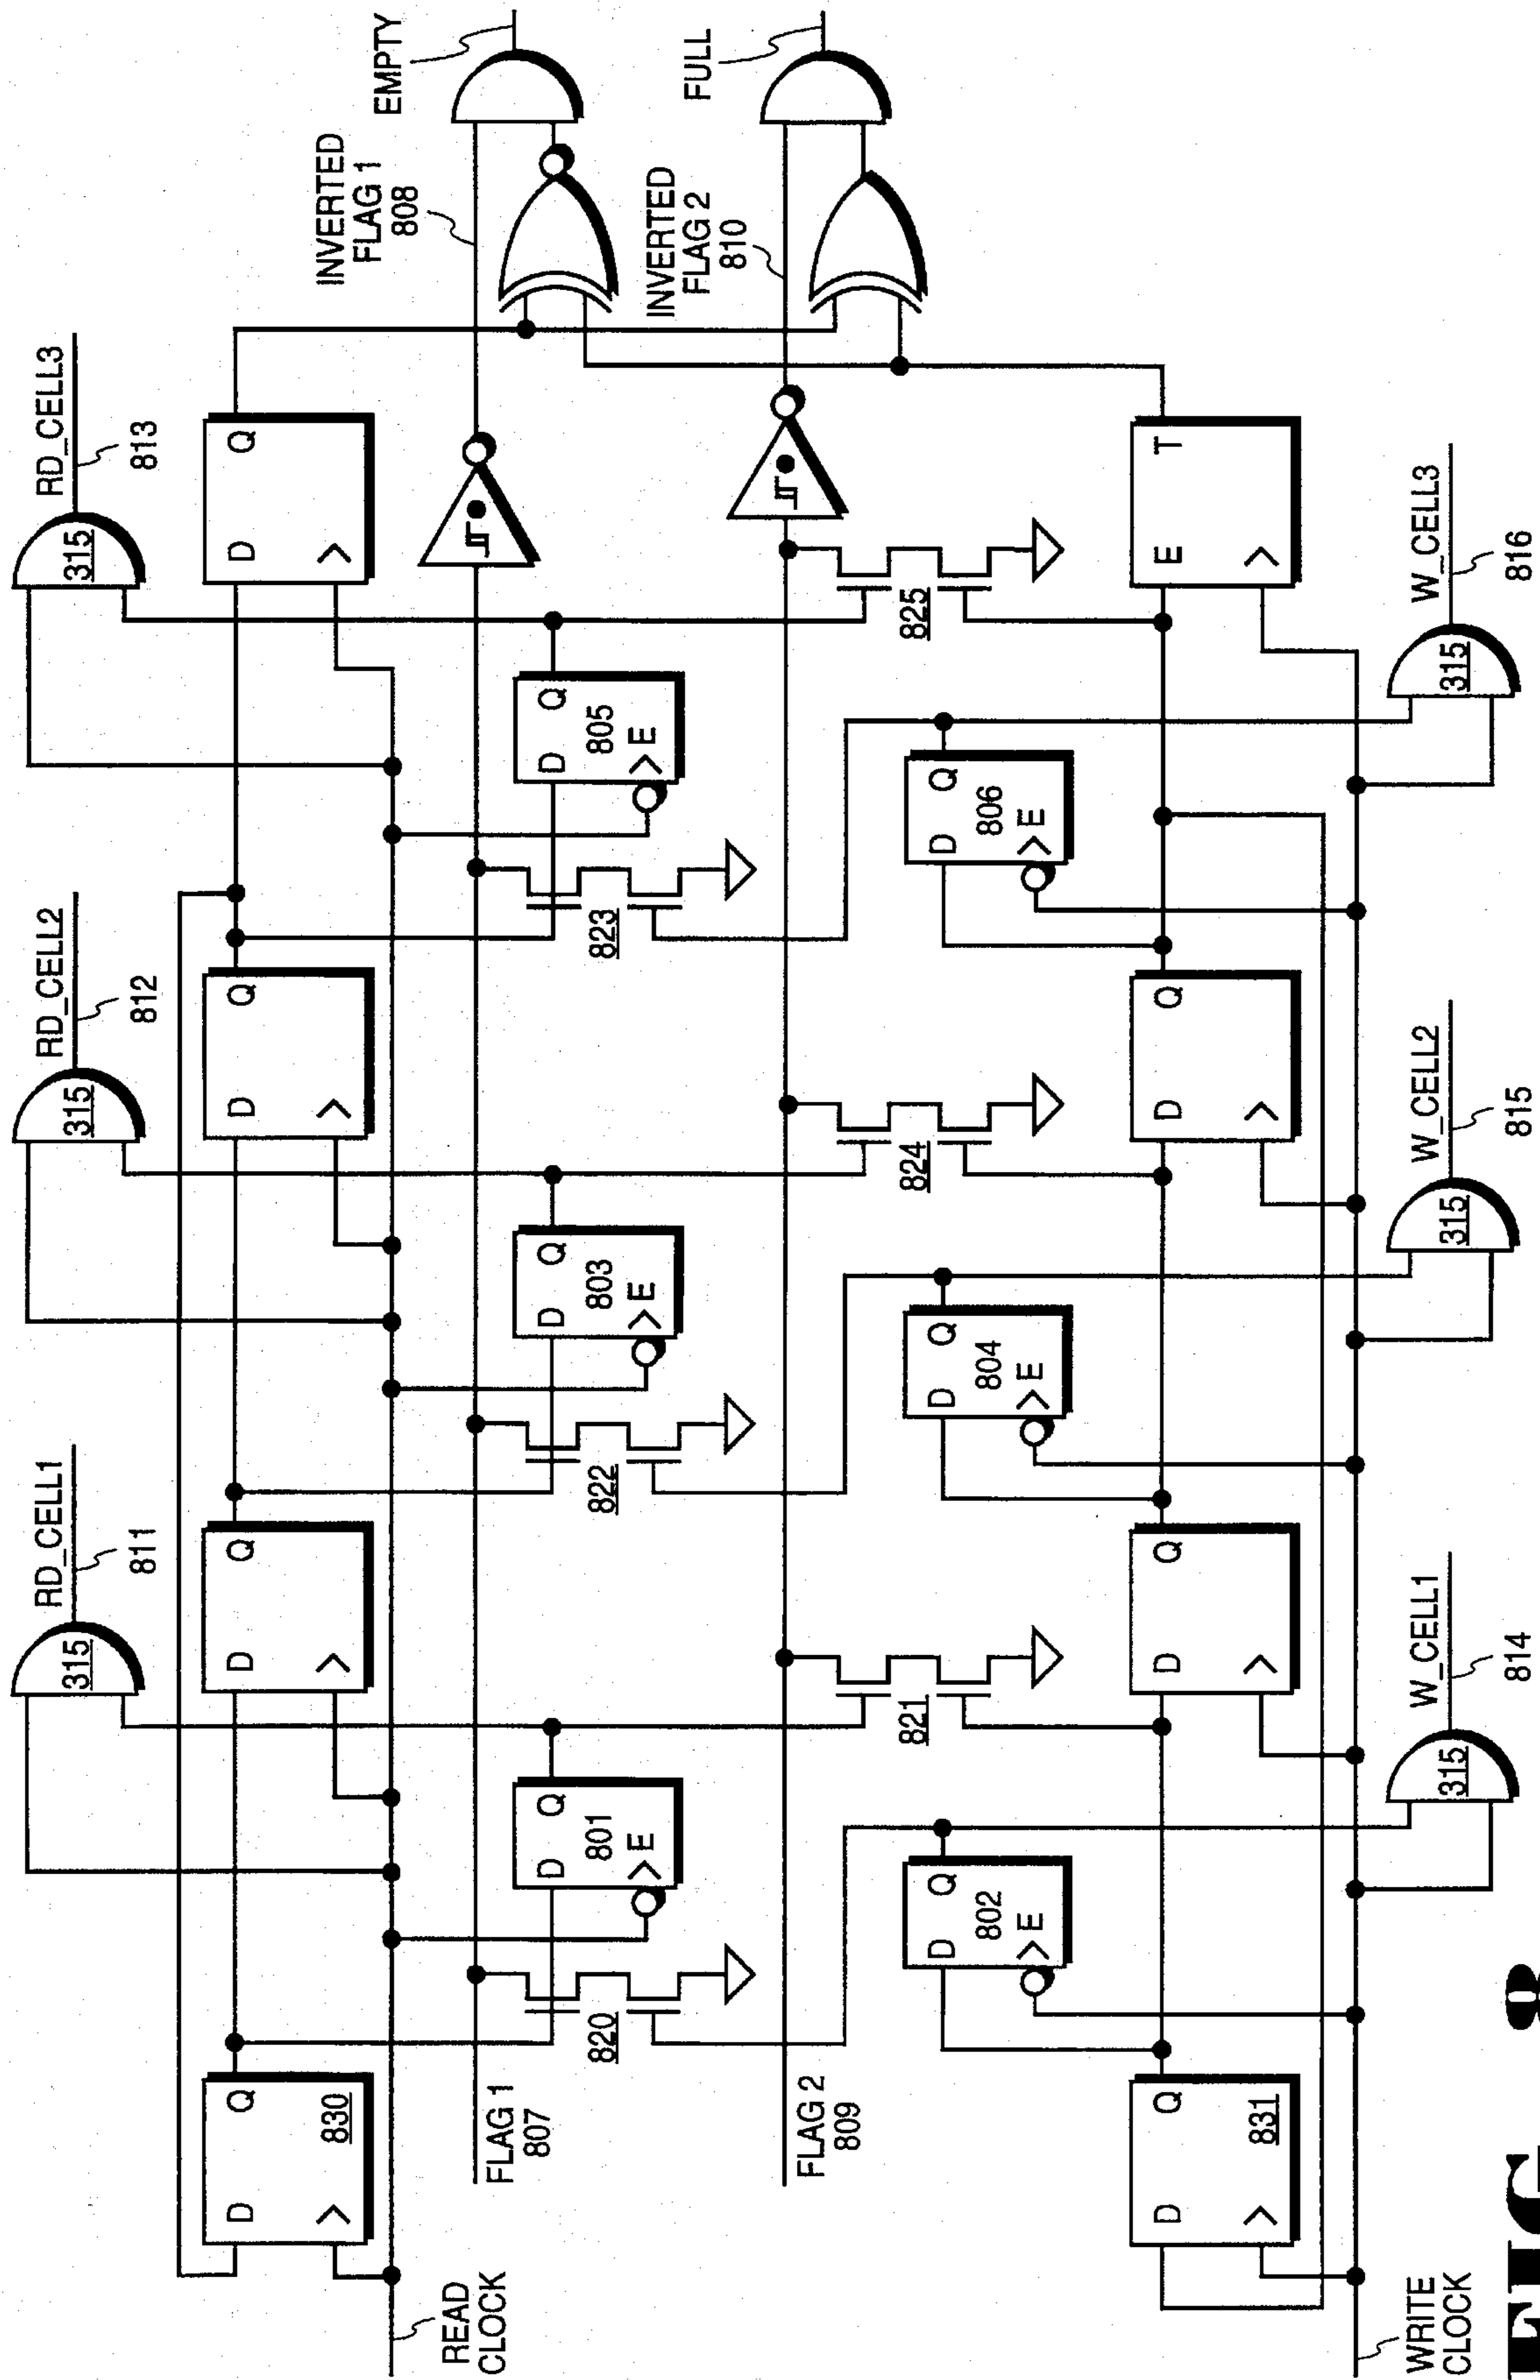 RD_CELL1
811
RD_CELL2
812
RD_CELL3
813
315
315
315
D
Q
830
D
Q
D
Q
D
Q
READ
CLOCK
INVERTED
FLAG 1
808
EMPTY
FLAG 1
807
820
D
Q
801
E
822
D
Q
803
E
823
D
Q
805
E
INVERTED
FLAG 2
810
FULL
FLAG 2
809
821
824
825
D
Q
802
E
D
Q
804
E
D
Q
806
E
D
Q
831
D
Q
D
Q
E
T
WRITE
CLOCK
315
315
315
W_CELL1
814
W_CELL2
815
W_CELL3
816
FIG. 8